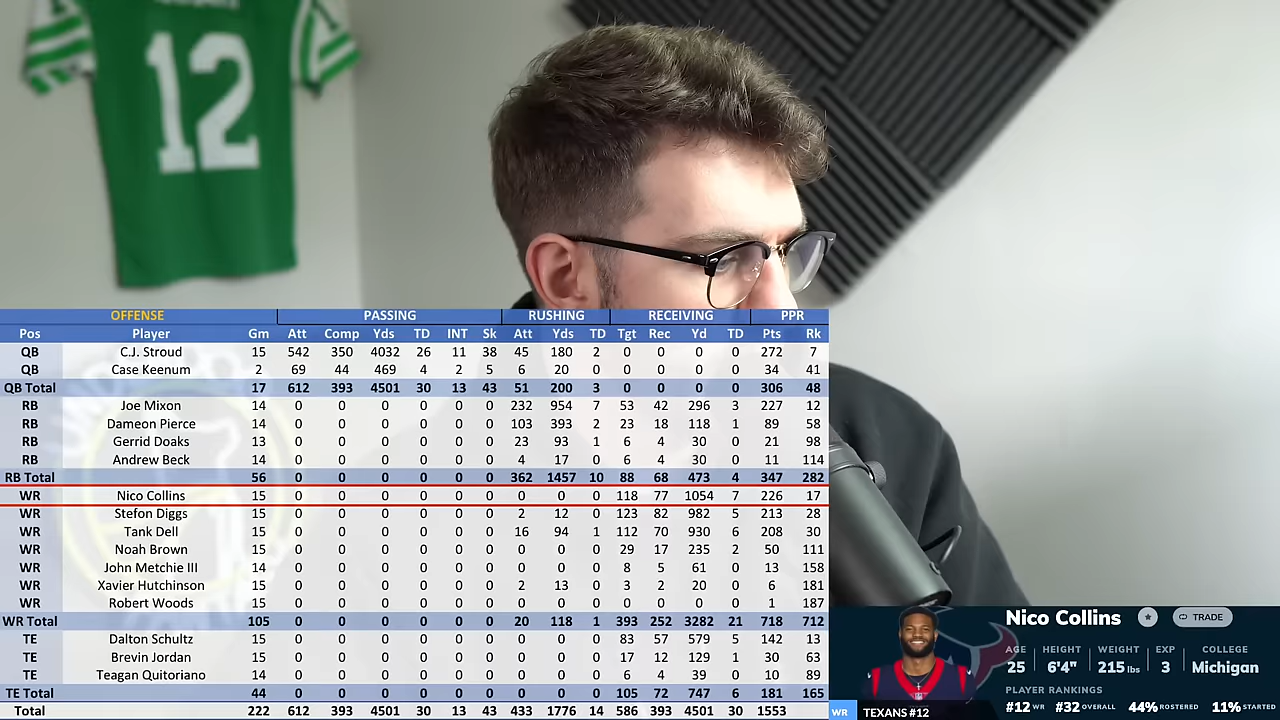 12
OFFENSE PASSING RUSHING RECEIVING PPR
Pos Player Gm Att Comp Yds TD INT Sk Att Yds TD Tgt Rec Yd TD Pts Rk
QB C.J. Stroud 15 542 350 4032 26 11 38 45 180 2 0 0 0 0 272 7
QB Case Keenum 2 69 44 469 4 2 5 6 20 0 0 0 0 0 34 41
QB Total 17 612 393 4501 30 13 43 51 200 3 0 0 0 0 306 48
RB Joe Mixon 14 0 0 0 0 0 0 232 954 7 53 42 296 3 227 12
RB Dameon Pierce 14 0 0 0 0 0 0 103 393 2 23 18 118 1 89 58
RB Gerrid Doaks 13 0 0 0 0 0 0 23 93 1 6 4 30 0 21 98
RB Andrew Beck 14 0 0 0 0 0 0 4 17 0 6 4 30 0 11 114
RB Total 56 0 0 0 0 0 0 362 1457 10 88 68 473 4 347 282
WR Nico Collins 15 0 0 0 0 0 0 0 0 0 118 77 1054 7 226 17
WR Stefon Diggs 15 0 0 0 0 0 0 2 12 0 123 82 982 5 213 28
WR Tank Dell 15 0 0 0 0 0 0 16 94 1 112 70 930 6 208 30
WR Noah Brown 15 0 0 0 0 0 0 0 0 0 29 17 235 2 50 111
WR John Metchie III 14 0 0 0 0 0 0 0 0 0 8 5 61 0 13 158
WR Xavier Hutchinson 15 0 0 0 0 0 0 2 13 0 3 2 20 0 6 181
WR Robert Woods 15 0 0 0 0 0 0 0 0 0 0 0 0 0 1 187
WR Total 105 0 0 0 0 0 0 20 118 1 393 252 3282 21 718 712
TE Dalton Schultz 15 0 0 0 0 0 0 0 0 0 83 57 579 5 142 13
TE Brevin Jordan 15 0 0 0 0 0 0 0 0 0 17 12 129 1 30 63
TE Teagan Quitoriano 14 0 0 0 0 0 0 0 0 0 6 4 39 0 10 89
TE Total 44 0 0 0 0 0 0 0 0 0 105 72 747 6 181 165
Total 222 612 393 4501 30 13 43 433 1776 14 586 393 4501 30 1553
Nico Collins TRADE
AGE HEIGHT WEIGHT EXP COLLEGE
25 6'4" 215 lbs 3 Michigan
PLAYER RANKINGS
#12 WR #32 OVERALL 44% ROSTERED 11% STARTED
WR TEXANS #12